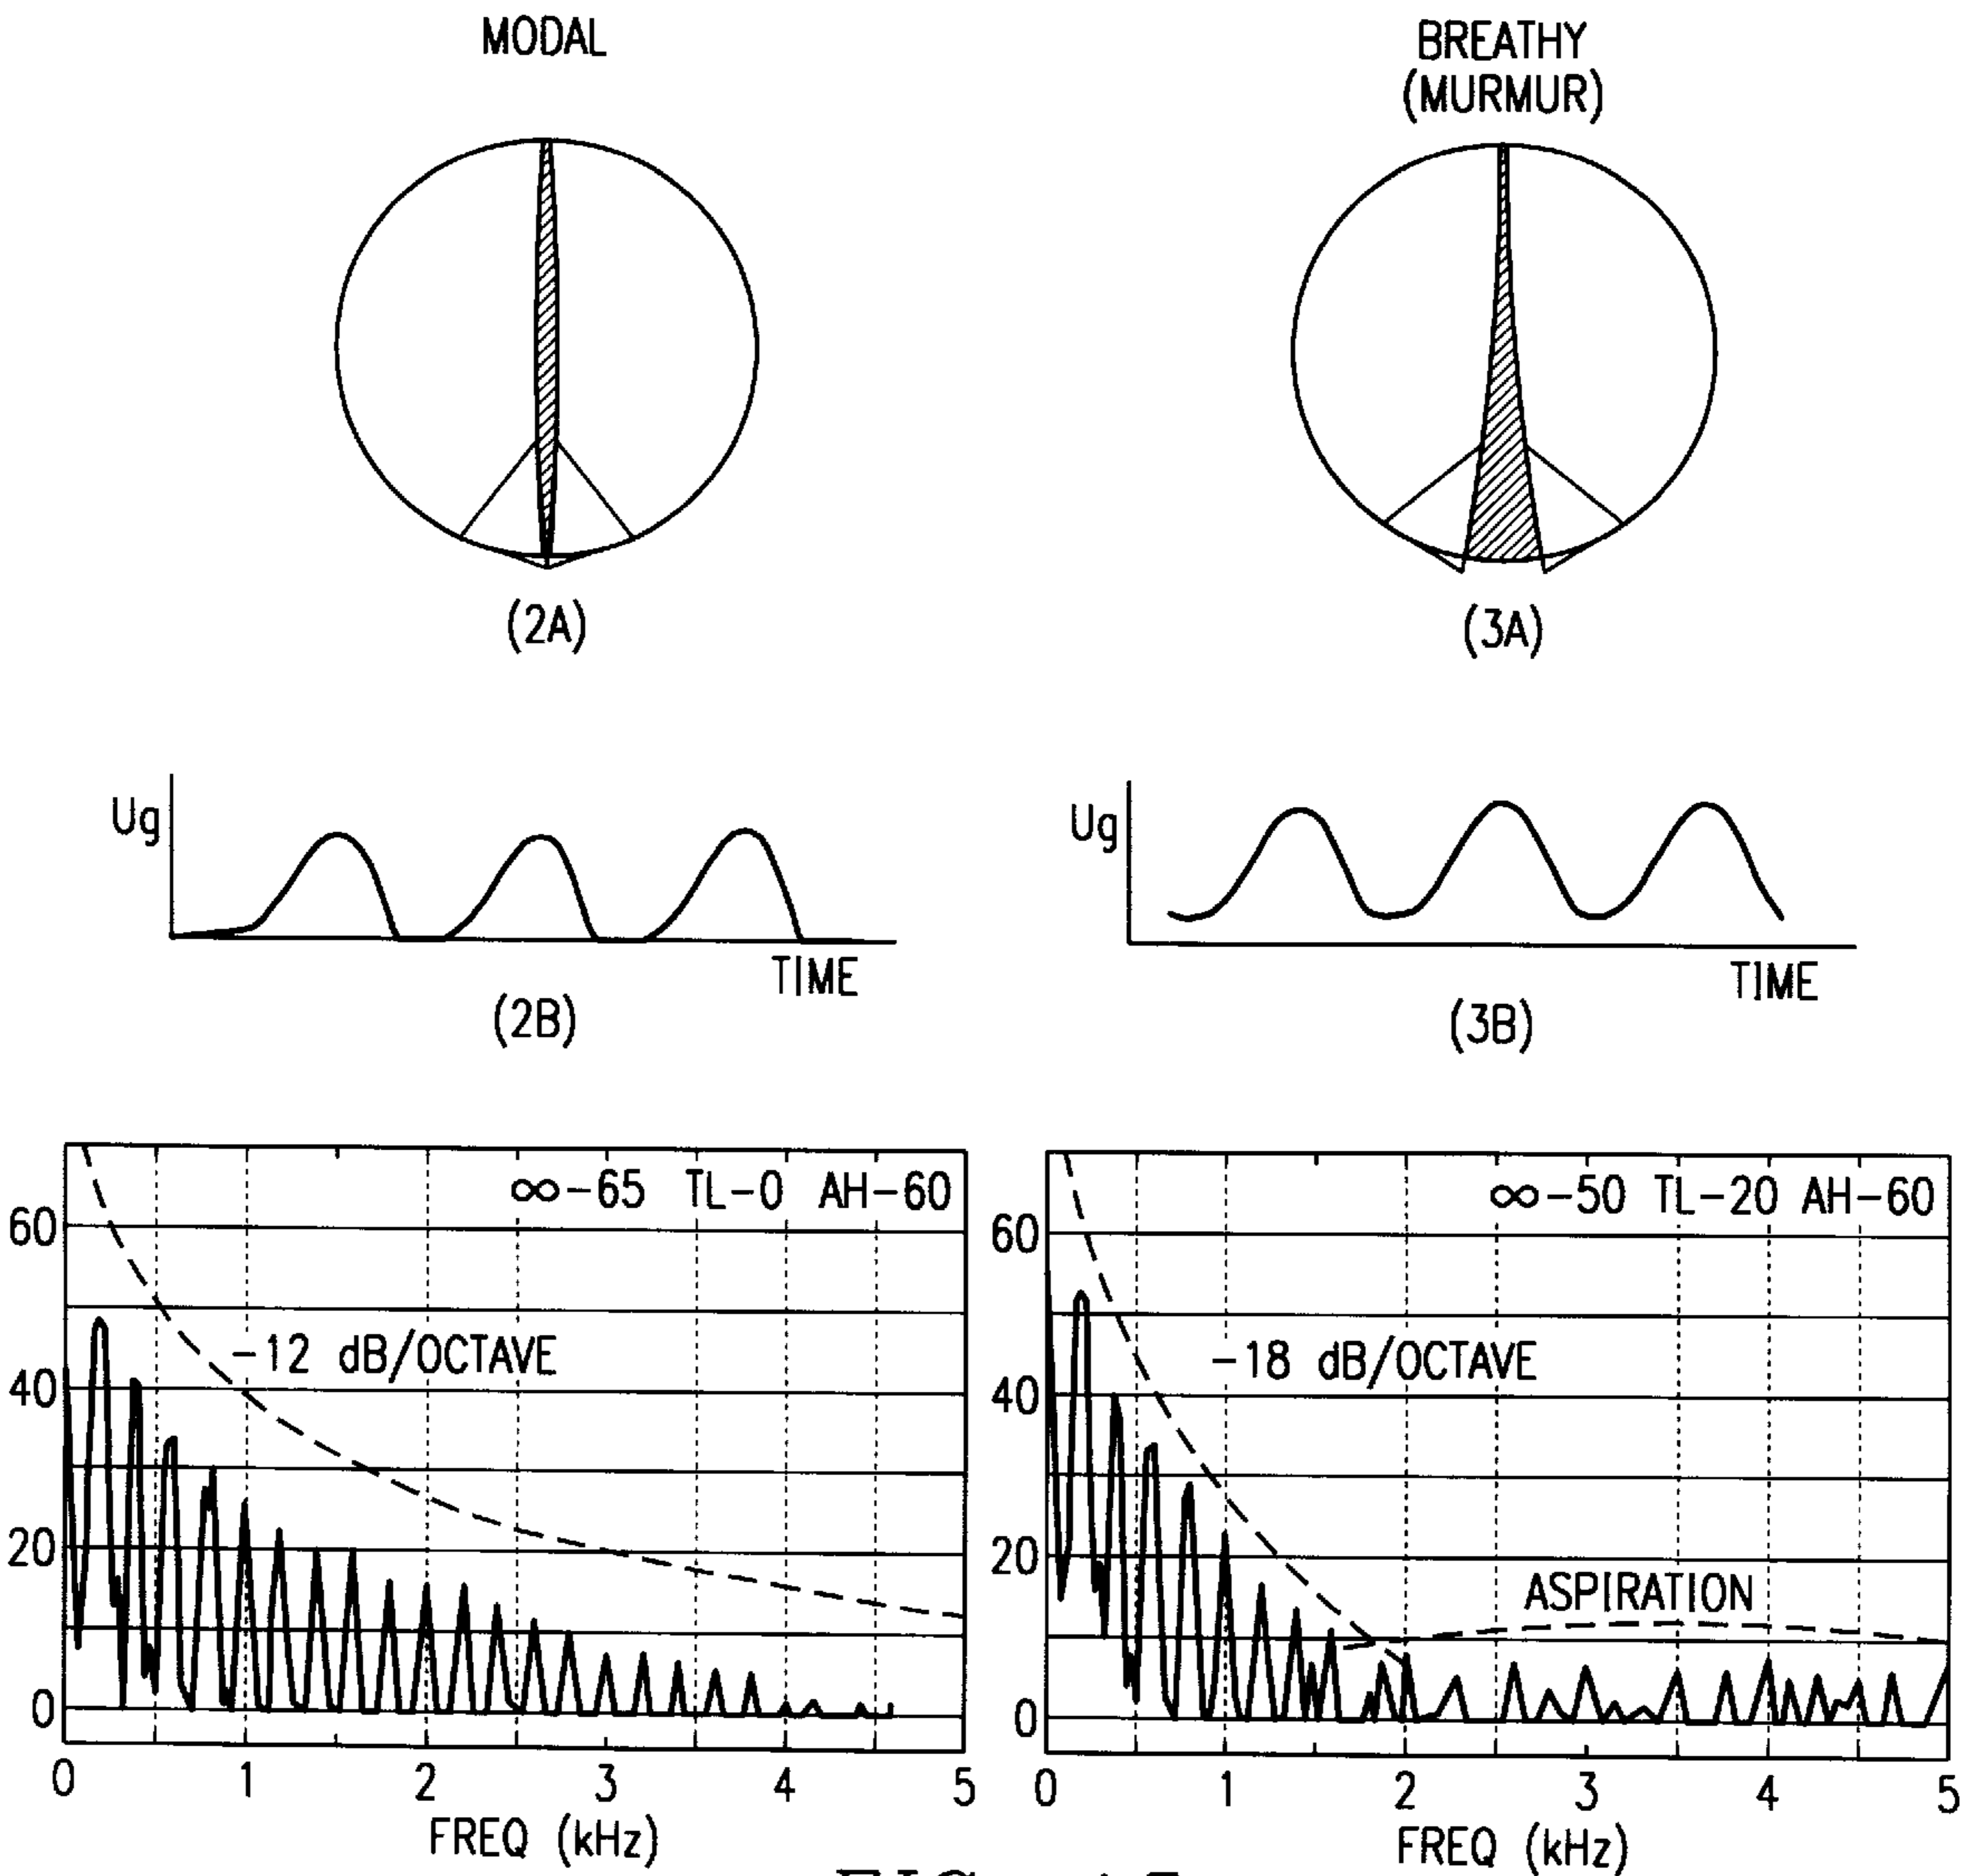 MODAL
(2A)
Ug
TIME
(2B)
∞-65 TL-0 AH-60
-12 dB/OCTAVE
60
40
20
0
0 1 2 3 4 5
FREQ (kHz)
BREATHY
(MURMUR)
(3A)
Ug
TIME
(3B)
∞-50 TL-20 AH-60
-18 dB/OCTAVE
ASPIRATION
60
40
20
0
0 1 2 3 4 5
FREQ (kHz)